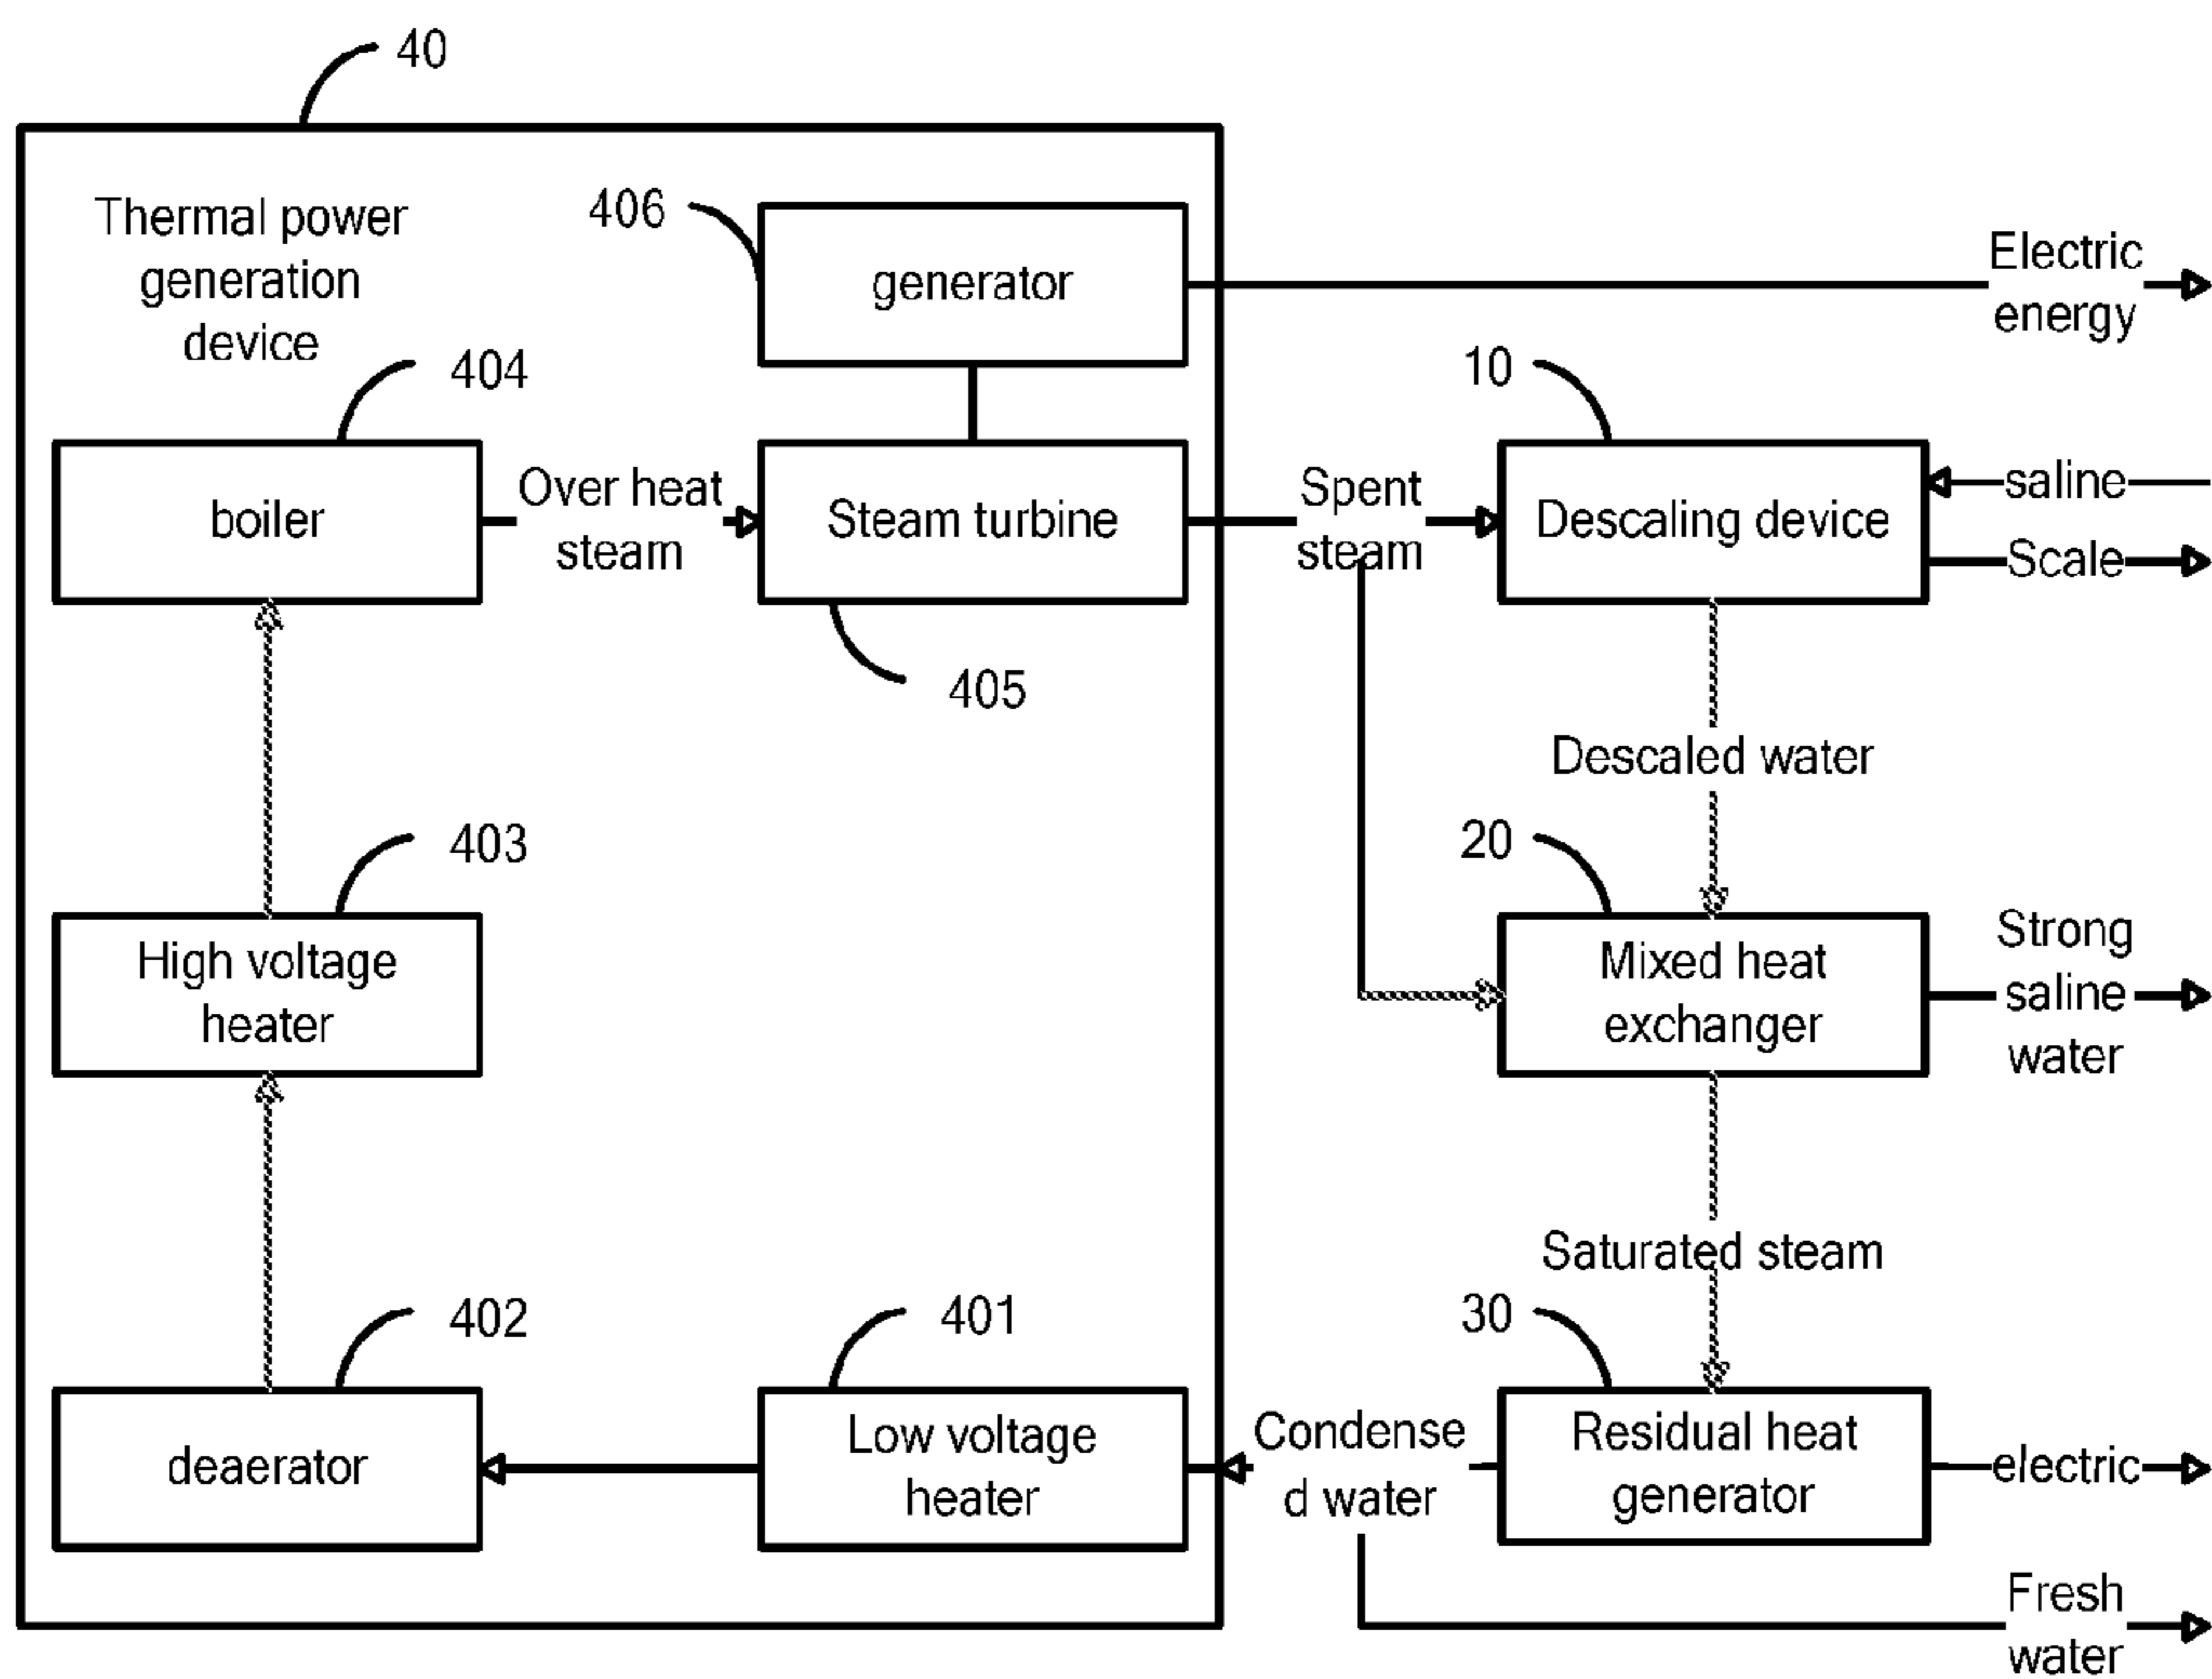 40
Thermal power
generation
device
406
generator
Electric
energy
404
10
boiler
Over heat
steam
Steam turbine
Spent
steam
Descaling device
saline
Scale
405
Descaled water
403
20
High voltage
heater
Mixed heat
exchanger
Strong
saline
water
Saturated steam
402
401
30
deaerator
Low voltage
heater
Condense
d water
Residual heat
generator
electric
Fresh
water